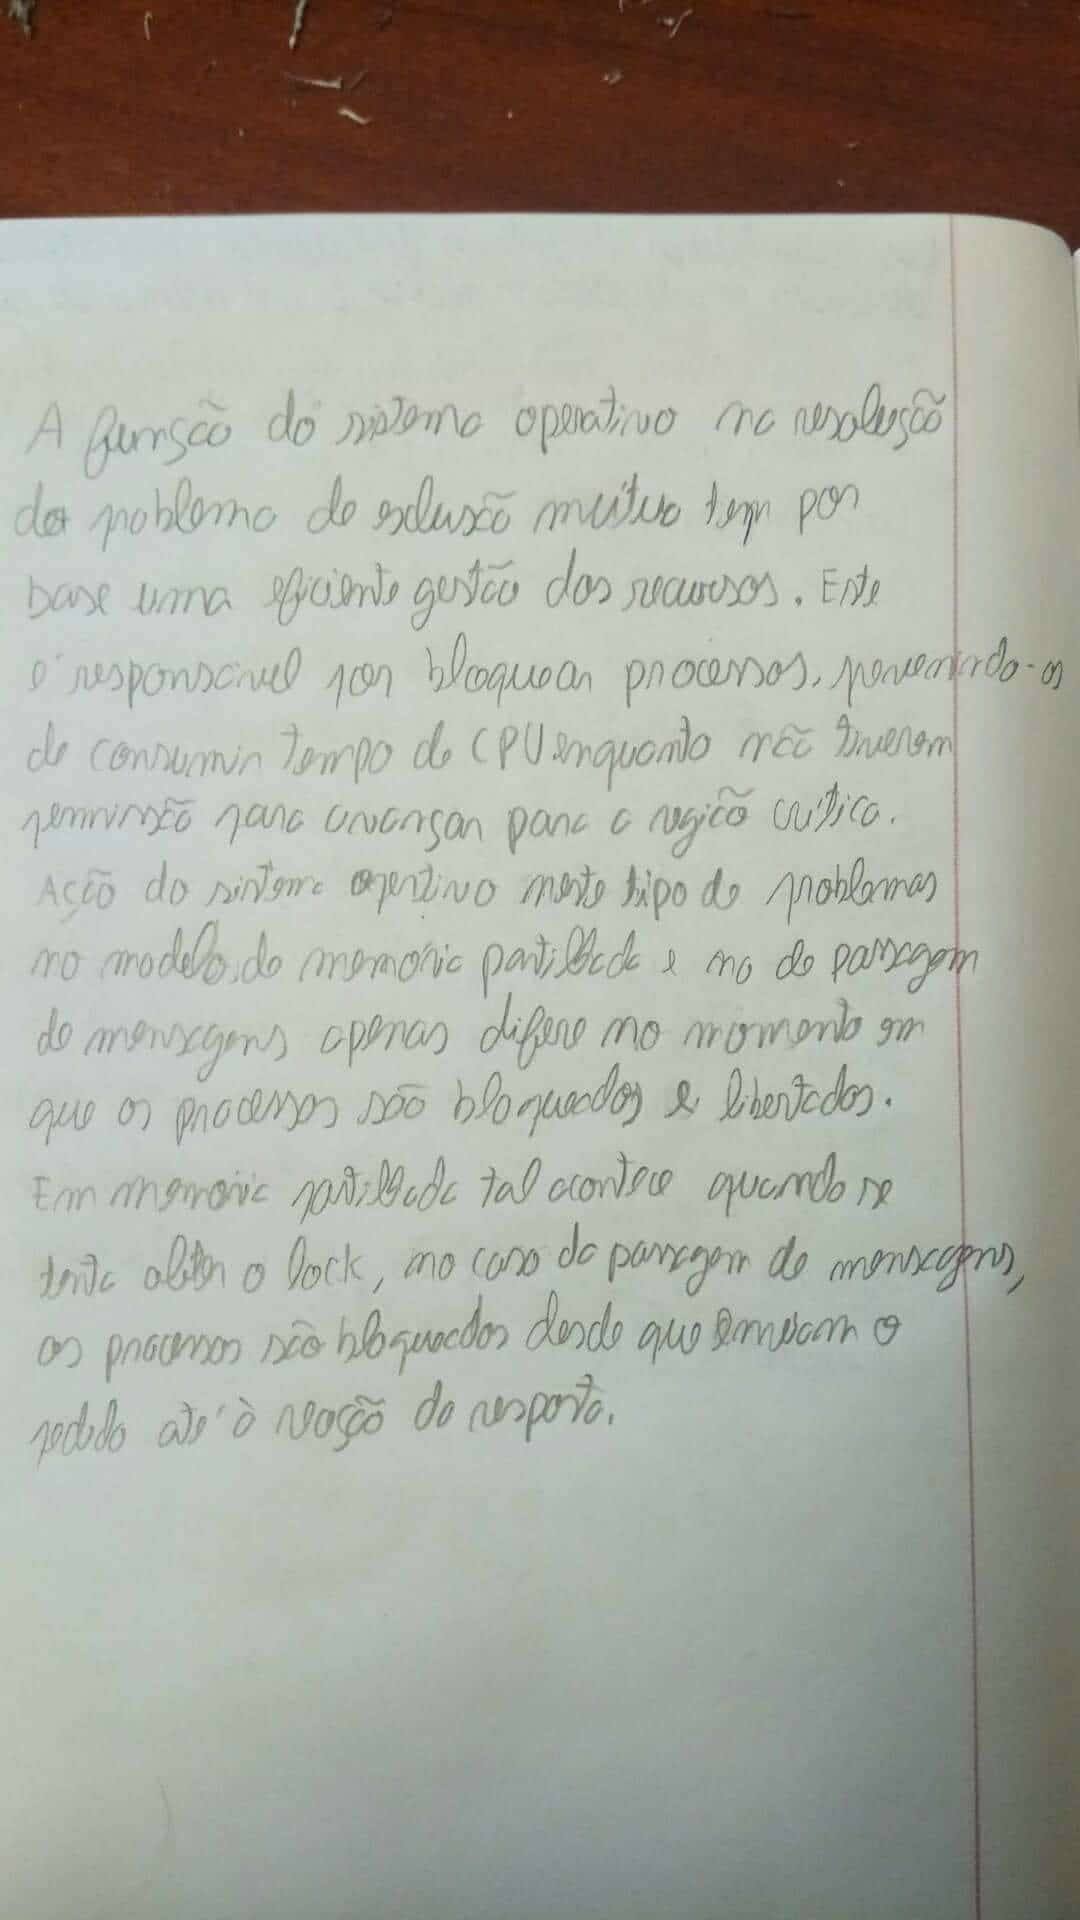 A função do sistema operativo na resolução
do problema de exclusão mútua tem por
base uma eficiente gestão dos recursos. Este
é responsável por bloquear processos, prevenindo-os
de consumir tempo de CPU enquanto não tiverem
permissão para avançar para a região crítica.
Ação do sistema opertivo neste tipo de problemas
no modelo de memória partilhada e no de passagem
de mensagens apenas difere no momento em
que os processos são bloqueados e libertados.
Em memória partilhada tal acontece quando se
tenta obter o lock, no caso da passagem de mensagens,
os processos são bloqueados desde que enviam o
pedido até à reação da resposta.